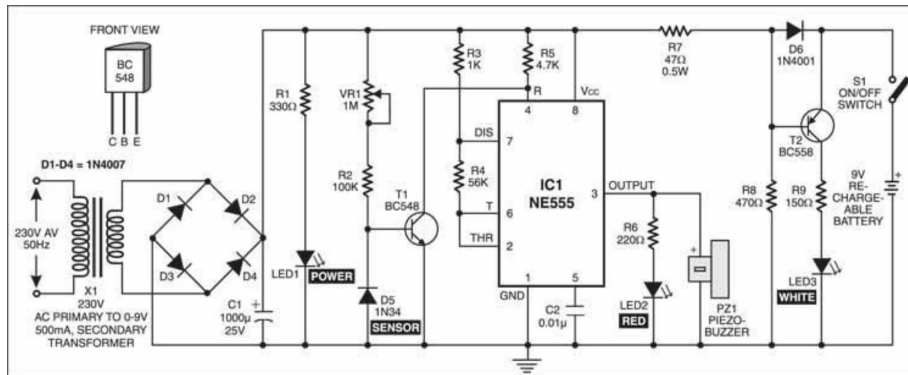 FRONT VIEW
BC
548
C B E
D1-D4 = 1N4007
230V AV
50Hz
X1
230V
AC PRIMARY TO 0-9V
500mA, SECONDARY
TRANSFORMER
D1
D2
D3
D4
C1
1000µ
25V
R1
330Ω
LED1
POWER
VR1
1M
R2
100K
D5
1N34
SENSOR
T1
BC548
R3
1K
R4
56K
R5
4.7K
R
4
Vcc
8
DIS
7
T
6
THR
2
IC1
NE555
3
OUTPUT
1
GND
5
C2
0.01µ
R6
220Ω
LED2
RED
+
PZ1
PIEZO-
BUZZER
R7
47Ω
0.5W
D6
1N4001
T2
BC558
R8
470Ω
R9
150Ω
LED3
WHITE
S1
ON/OFF
SWITCH
9V
RE-
CHARGE-
ABLE
BATTERY
+